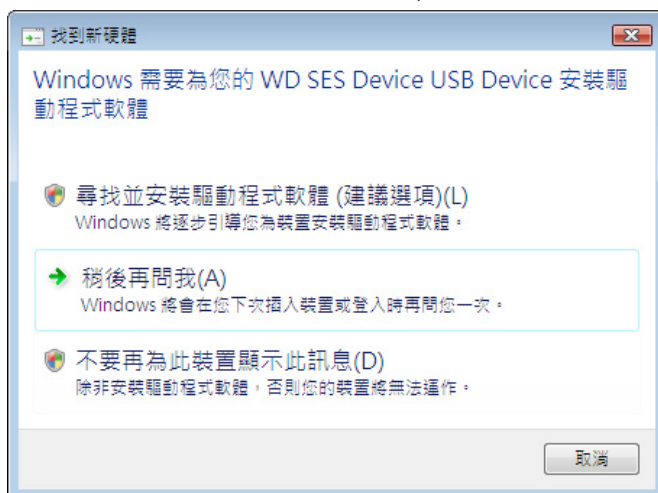 找到新硬體
Windows 需要為您的 WD SES Device USB Device 安裝驅
動程式軟體
尋找並安裝驅動程式軟體 (建議選項)(L)
Windows 將逐步引導您為裝置安裝驅動程式軟體。
稍後再問我(A)
Windows 將會在您下次插入裝置或登入時再問您一次。
不要再為此裝置顯示此訊息(D)
除非安裝驅動程式軟體，否則您的裝置將無法運作。
取消